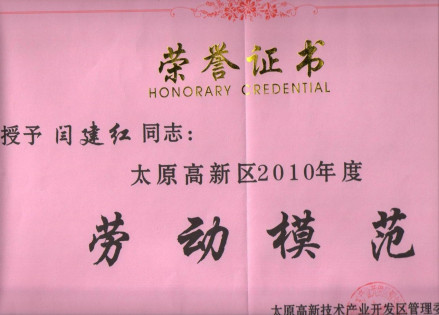 荣誉证书
HONORARY CREDENTIAL
授予 闫建红 同志：
太原高新区2010年度
劳动模范
太原高新技术产业开发区管理委